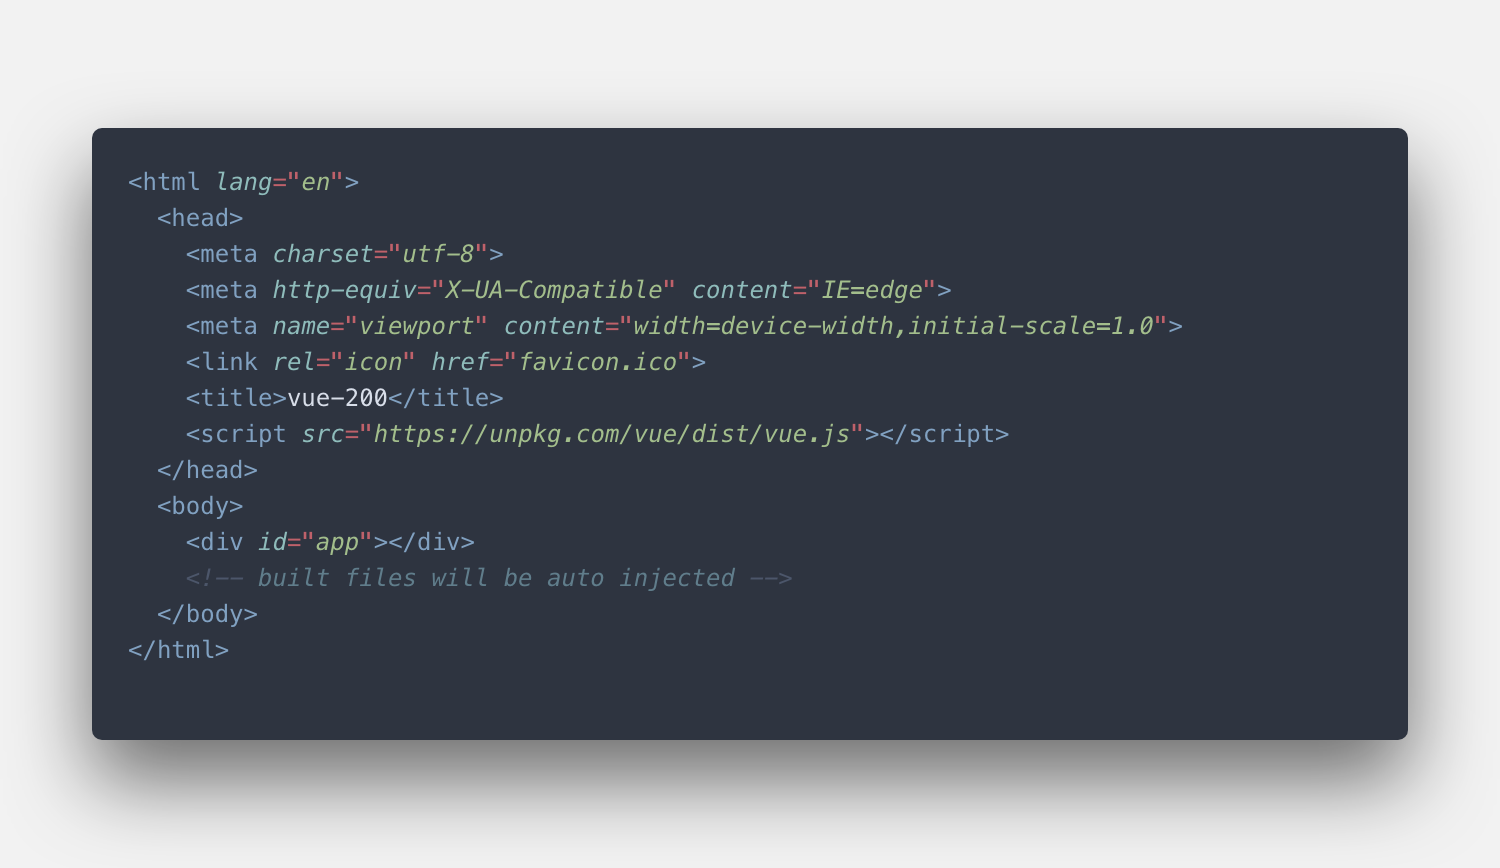 <html lang="en">
  <head>
    <meta charset="utf-8">
    <meta http-equiv="X-UA-Compatible" content="IE=edge">
    <meta name="viewport" content="width=device-width,initial-scale=1.0">
    <link rel="icon" href="favicon.ico">
    <title>vue-200</title>
    <script src="https://unpkg.com/vue/dist/vue.js"></script>
  </head>
  <body>
    <div id="app"></div>
    <!-- built files will be auto injected -->
  </body>
</html>